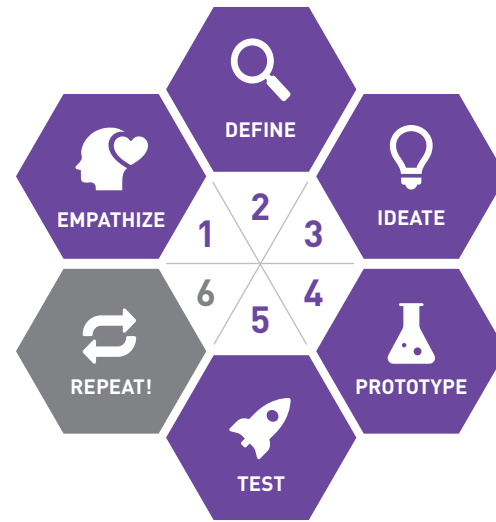 DEFINE
EMPATHIZE
IDEATE
1
2
3
6
5
4
REPEAT!
PROTOTYPE
TEST